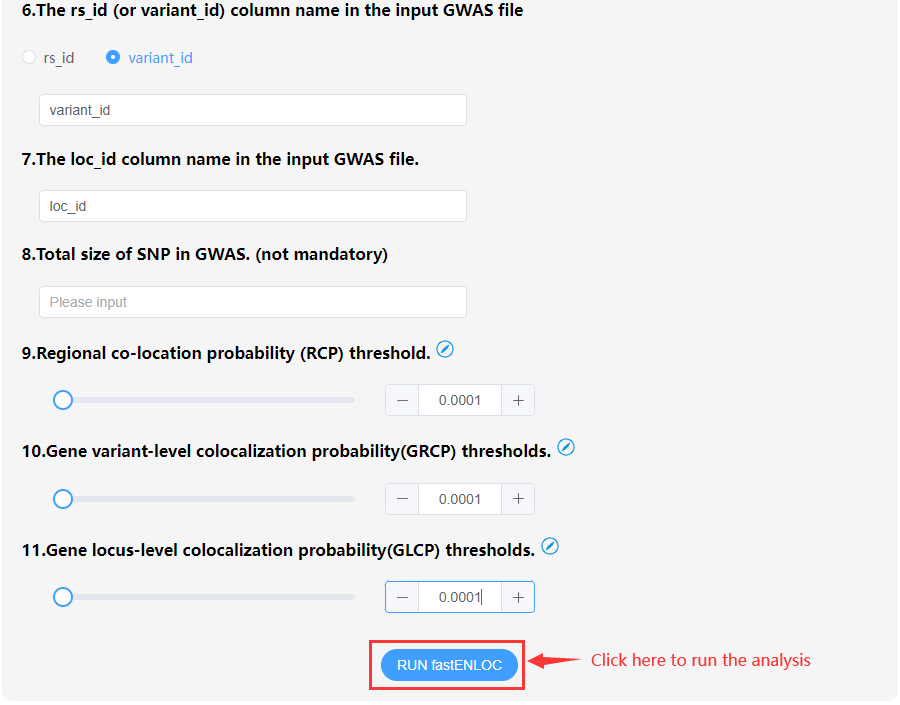 6.The rs_id (or variant_id) column name in the input GWAS file
rs_id variant_id
variant_id
7.The loc_id column name in the input GWAS file.
loc_id
8.Total size of SNP in GWAS. (not mandatory)
Please input
9.Regional co-location probability (RCP) threshold.
— 0.0001 +
10.Gene variant-level colocalization probability(GRCP) thresholds.
— 0.0001 +
11.Gene locus-level colocalization probability(GLCP) thresholds.
— 0.0001 +
RUN fastENLOC Click here to run the analysis